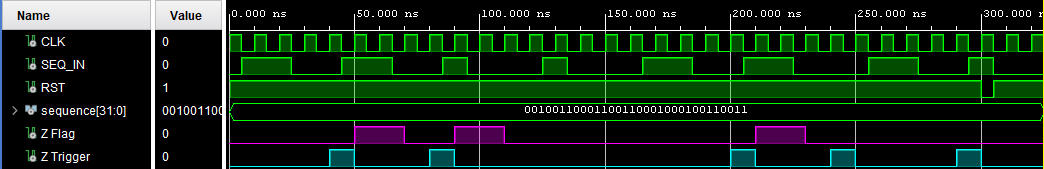 Name Value 0.000 ns 50.000 ns 100.000 ns 150.000 ns 200.000 ns 250.000 ns 300.000 ns
CLK 0
SEQ_IN 0
RST 1
sequence[31:0] 001001100 00100110001100110001000100110011
Z Flag 0
Z Trigger 0